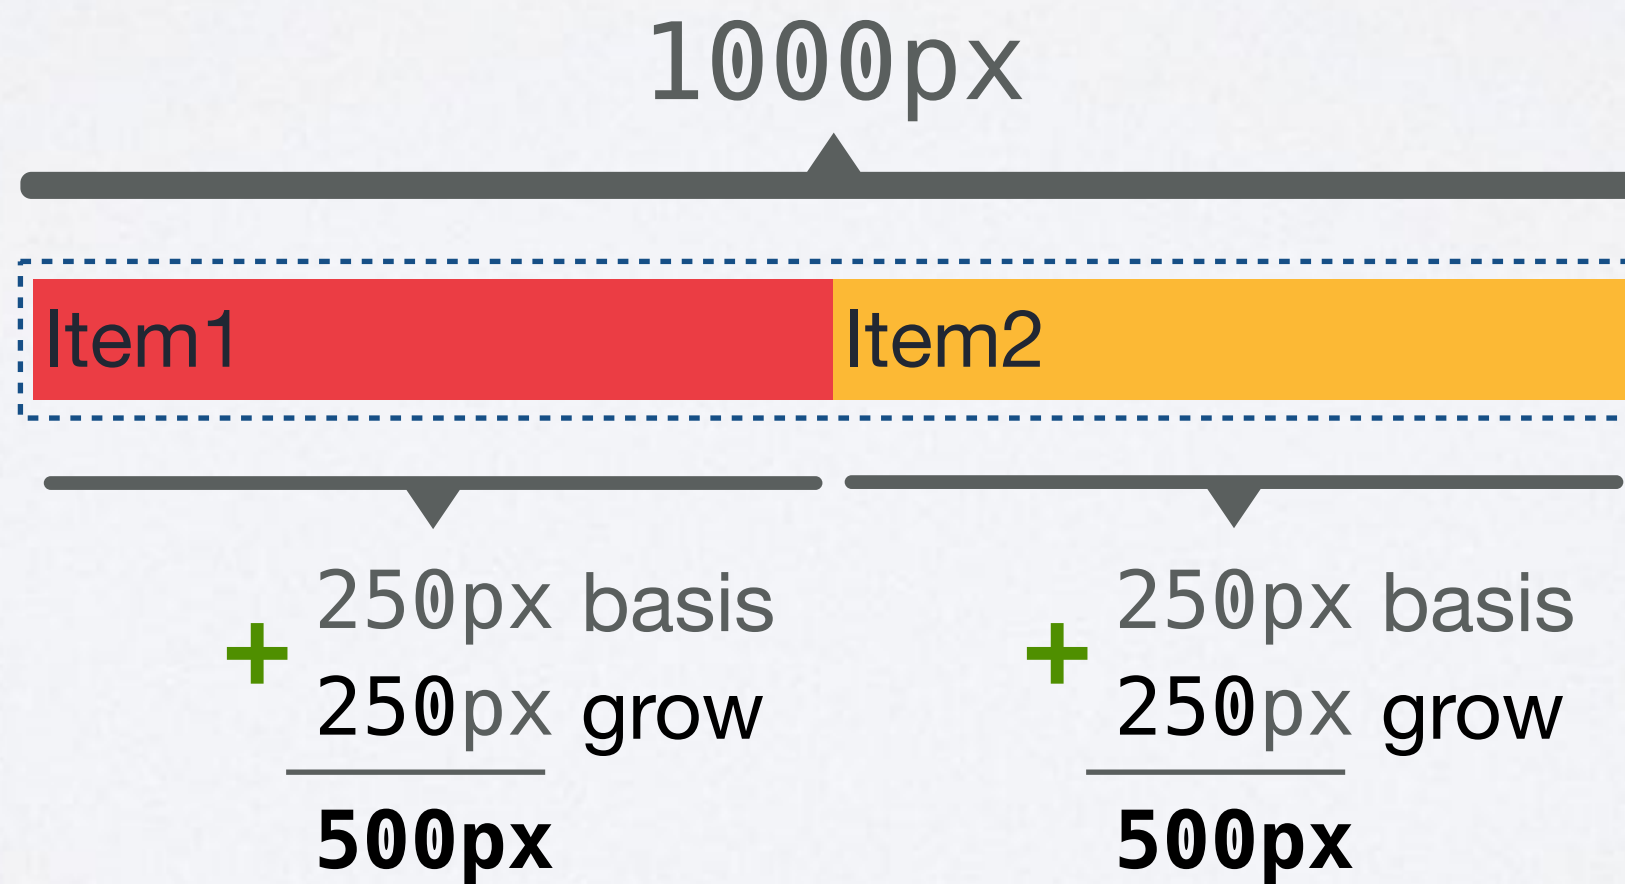 1000px
Item1 Item2
250px basis 250px basis
+ +
250px grow 250px grow
500px 500px